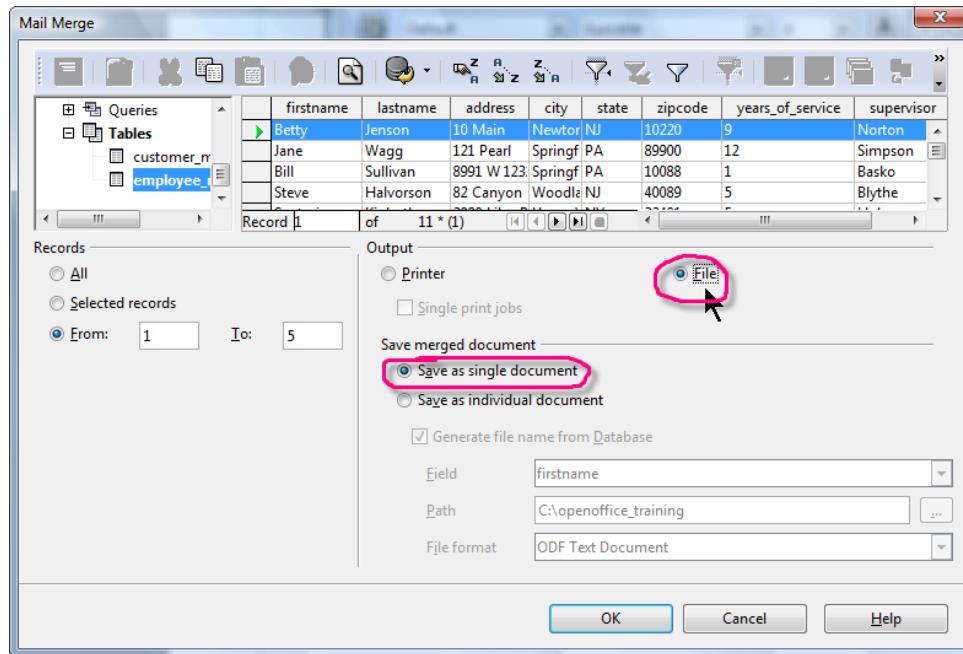 Mail Merge
Queries
Tables
customer_m
employee_
firstname lastname address city state zipcode years_of_service supervisor
Betty Jenson 10 Main Newtor NJ 10220 9 Norton
Jane Wagg 121 Pearl Springf PA 89900 12 Simpson
Bill Sullivan 8991 W 123. Springf PA 10088 1 Basko
Steve Halvorson 82 Canyon Woodla NJ 40089 5 Blythe
Record 1 of 11 * (1)
Records
All
Selected records
From: 1 To: 5
Output
Printer File
Single print jobs
Save merged document
Save as single document
Save as individual document
Generate file name from Database
Field firstname
Path C:\openoffice_training ...
File format ODF Text Document
OK Cancel Help